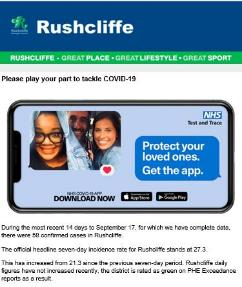 Rushcliffe
RUSHCLIFFE - GREAT PLACE • GREAT LIFESTYLE • GREAT SPORT
Please play your part to tackle COVID-19
NHS
Test and Trace
Protect your
loved ones.
Get the app.
NHS COVID-19 APP
DOWNLOAD NOW
App Store
Google Play
During the most recent 14 days to September 17, for which we have complete data,
there were 58 confirmed cases in Rushcliffe.
The official headline seven-day incidence rate for Rushcliffe stands at 27.3.
This has increased from 21.3 since the previous seven-day period. Rushcliffe daily
figures have not increased recently, the district is rated as green on PHE Exceedance
reports as a result.